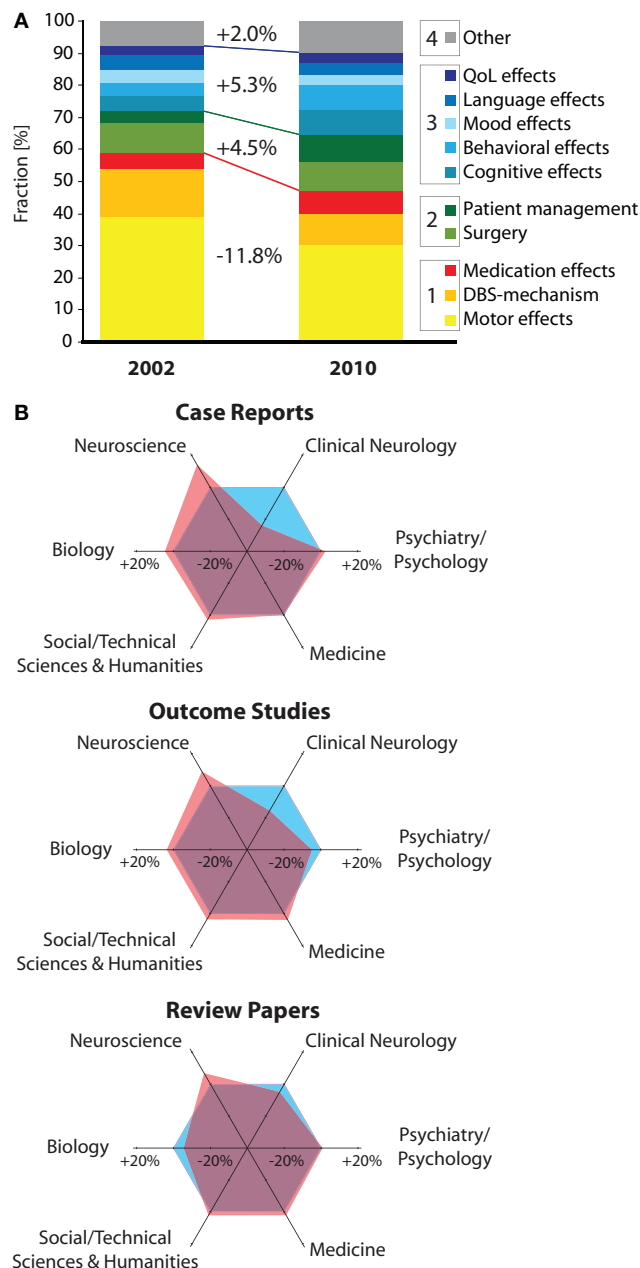 A
100
90
80
70
60
50
40
30
20
10
0
Fraction [%]
+2.0%
+5.3%
+4.5%
-11.8%
2002
2010
4
Other
3
QoL effects
Language effects
Mood effects
Behavioral effects
Cognitive effects
2
Patient management
Surgery
1
Medication effects
DBS-mechanism
Motor effects
B
Case Reports
Neuroscience
Clinical Neurology
Biology
+20%
-20%
-20%
+20%
Psychiatry/
Psychology
Social/Technical
Sciences & Humanities
Medicine
Outcome Studies
Neuroscience
Clinical Neurology
Biology
+20%
-20%
-20%
+20%
Psychiatry/
Psychology
Social/Technical
Sciences & Humanities
Medicine
Review Papers
Neuroscience
Clinical Neurology
Biology
+20%
-20%
-20%
+20%
Psychiatry/
Psychology
Social/Technical
Sciences & Humanities
Medicine